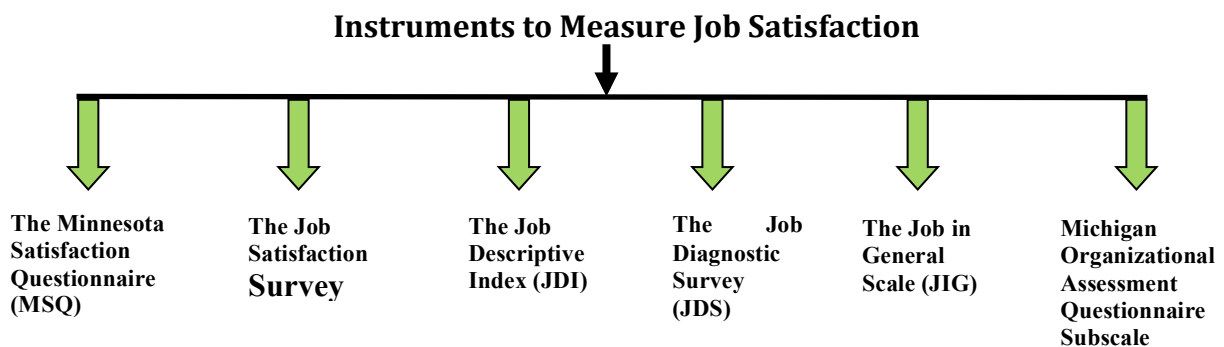 Instruments to Measure Job Satisfaction
The Minnesota
Satisfaction
Questionnaire
(MSQ)
The Job
Satisfaction
Survey
The Job
Descriptive
Index (JDI)
The Job
Diagnostic
Survey
(JDS)
The Job in
General
Scale (JIG)
Michigan
Organizational
Assessment
Questionnaire
Subscale